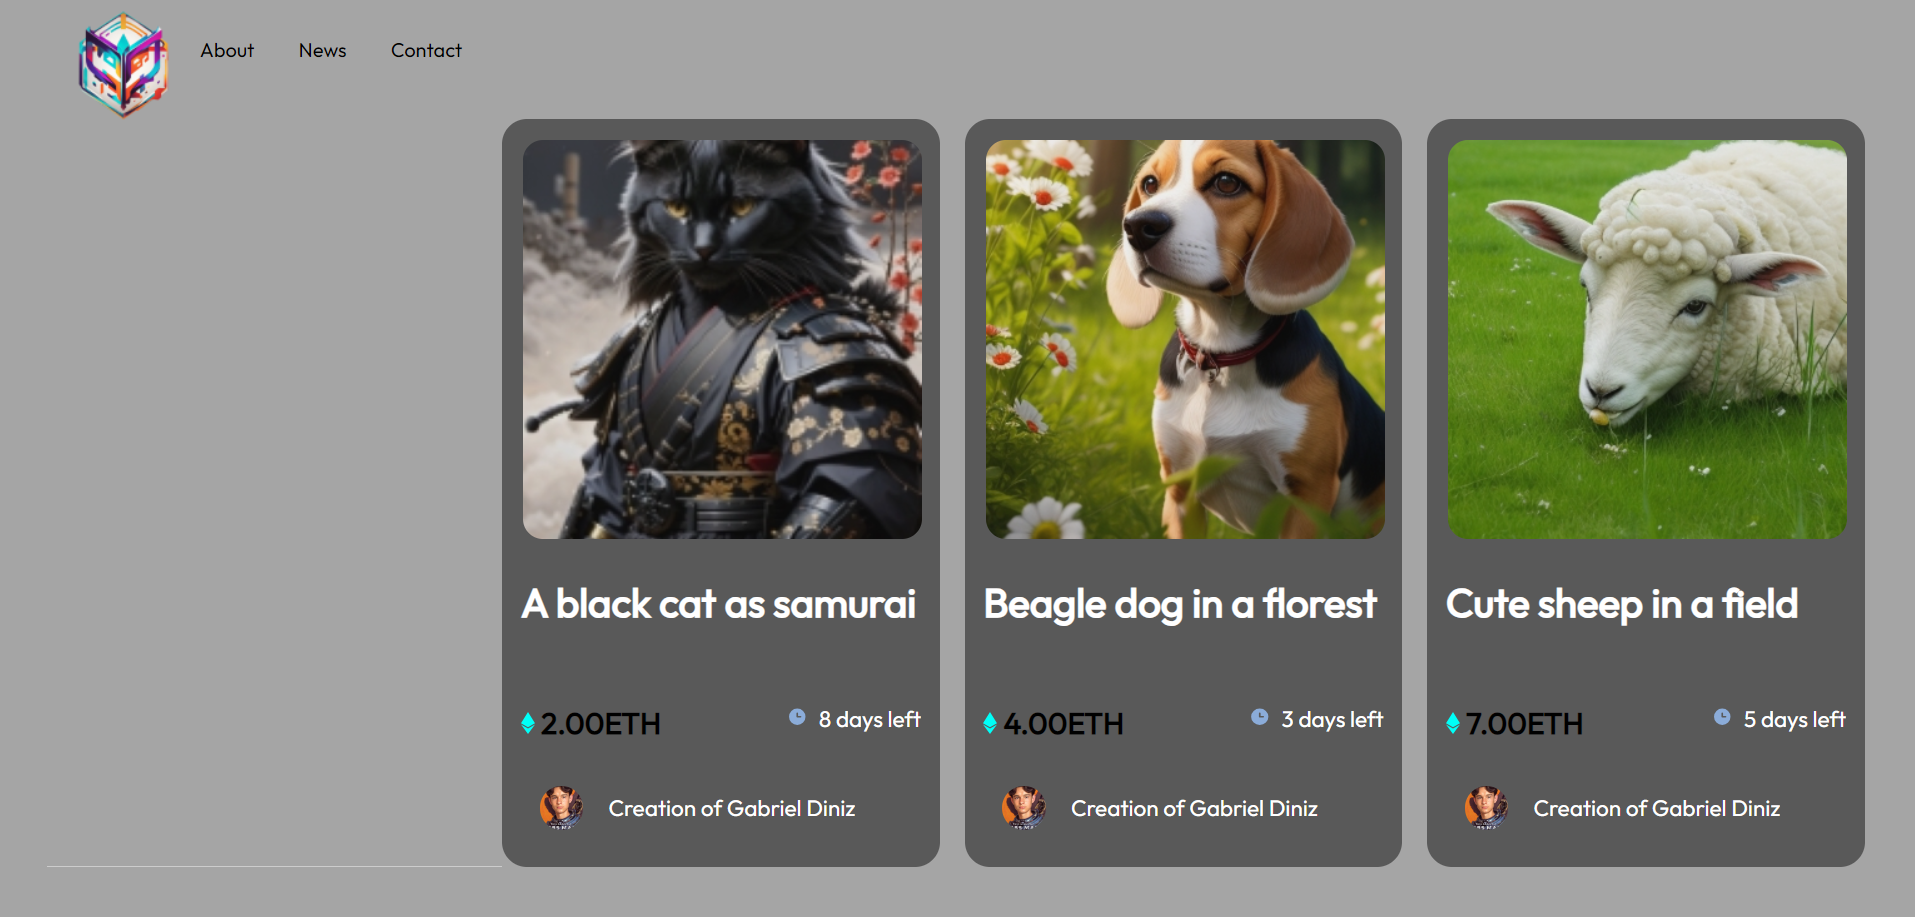 About News Contact
A black cat as samurai
2.00ETH 8 days left
Creation of Gabriel Diniz
Beagle dog in a florest
4.00ETH 3 days left
Creation of Gabriel Diniz
Cute sheep in a field
7.00ETH 5 days left
Creation of Gabriel Diniz